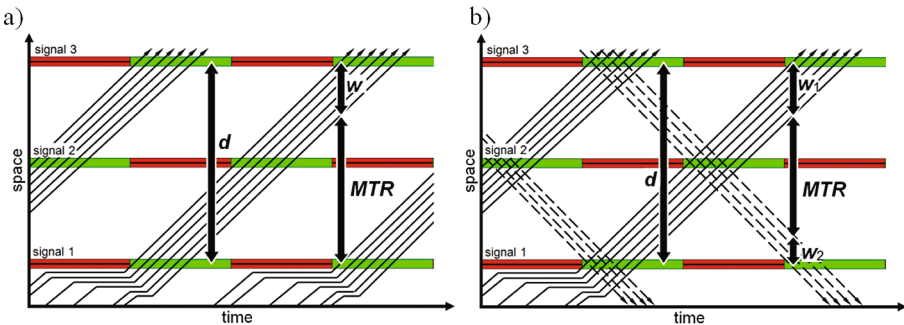 a)
signal 3
w
d
signal 2
space
MTR
signal 1
time
b)
signal 3
w1
signal 2
d
space
MTR
signal 1
w2
time